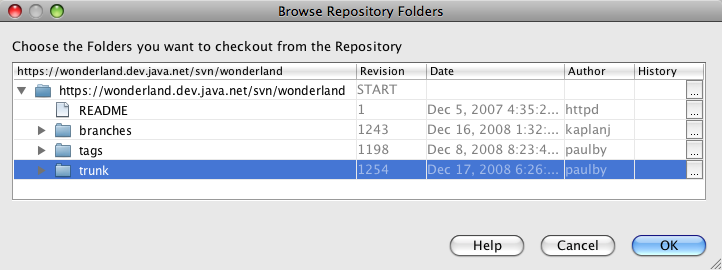 Browse Repository Folders
Choose the Folders you want to checkout from the Repository
https://wonderland.dev.java.net/svn/wonderland Revision Date Author History
https://wonderland.dev.java.net/svn/wonderland START ...
README 1 Dec 5, 2007 4:35:2... httpd ...
branches 1243 Dec 16, 2008 1:32:... kaplanj ...
tags 1198 Dec 8, 2008 8:23:4... paulby ...
trunk 1254 Dec 17, 2008 6:26:... paulby ...
Help Cancel OK